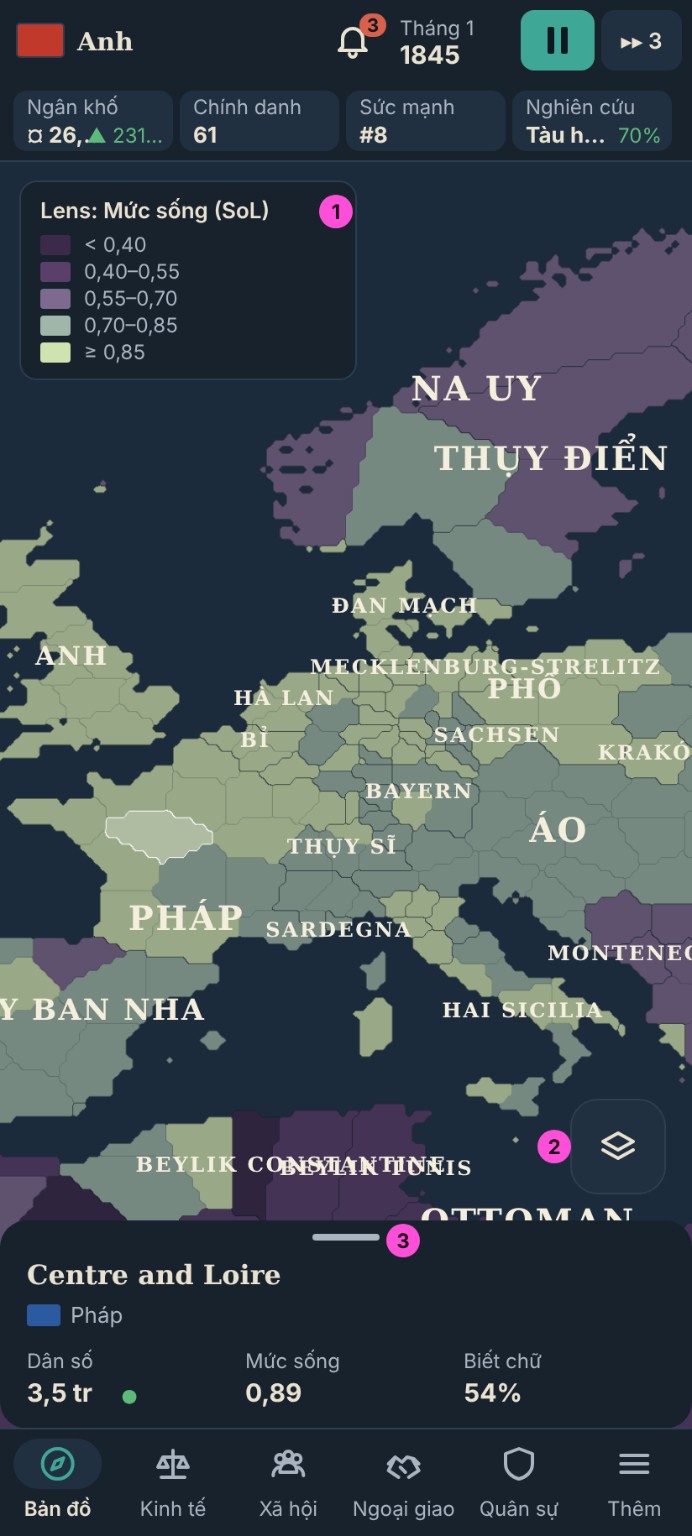 Anh
3
Tháng 1
1845
▸▸ 3
Ngân khố
¤ 26,.▲ 231...
Chính danh
61
Sức mạnh
#8
Nghiên cứu
Tàu h... 70%
Lens: Mức sống (SoL)
1
< 0,40
0,40–0,55
0,55–0,70
0,70–0,85
≥ 0,85
NA UY
THỤY ĐIỂN
ĐAN MẠCH
ANH
MECKLENBURG-STRELITZ
PHỔ
HÀ LAN
SACHSEN
BỈ
KRAKÓ
BAYERN
ÁO
THỤY SĨ
PHÁP
SARDEGNA
MONTENEG
Y BAN NHA
HAI SICILIA
2
BEYLIK CONSTANTINE
BEYLIK TUNIS
OTTOMAN
3
Centre and Loire
Pháp
Dân số
3,5 tr
Mức sống
0,89
Biết chữ
54%
Bản đồ
Kinh tế
Xã hội
Ngoại giao
Quân sự
Thêm